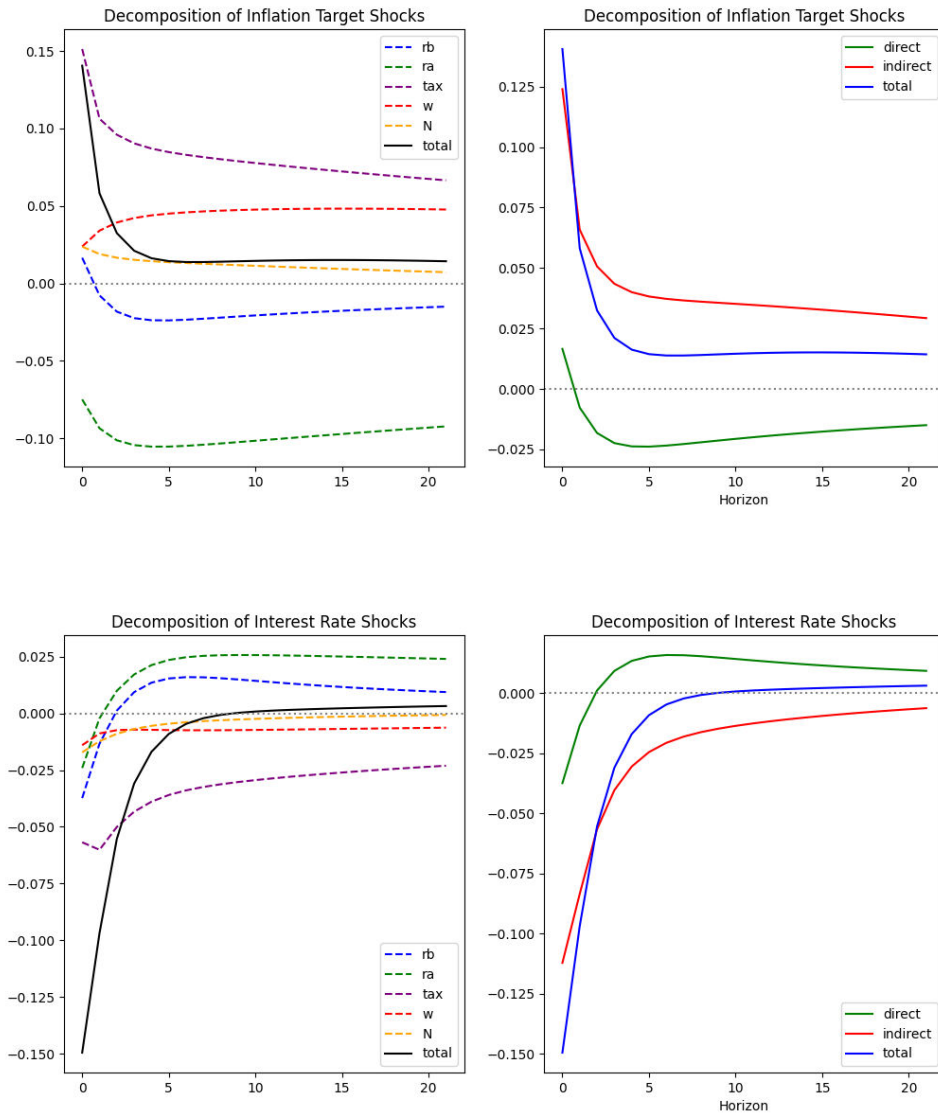 Decomposition of Inflation Target Shocks
0.15
0.10
0.05
0.00
−0.05
−0.10
0
5
10
15
20
rb
ra
tax
w
N
total
Decomposition of Inflation Target Shocks
0.125
0.100
0.075
0.050
0.025
0.000
−0.025
0
5
10
15
20
Horizon
direct
indirect
total
Decomposition of Interest Rate Shocks
0.025
0.000
−0.025
−0.050
−0.075
−0.100
−0.125
−0.150
0
5
10
15
20
rb
ra
tax
w
N
total
Decomposition of Interest Rate Shocks
0.000
−0.025
−0.050
−0.075
−0.100
−0.125
−0.150
0
5
10
15
20
Horizon
direct
indirect
total